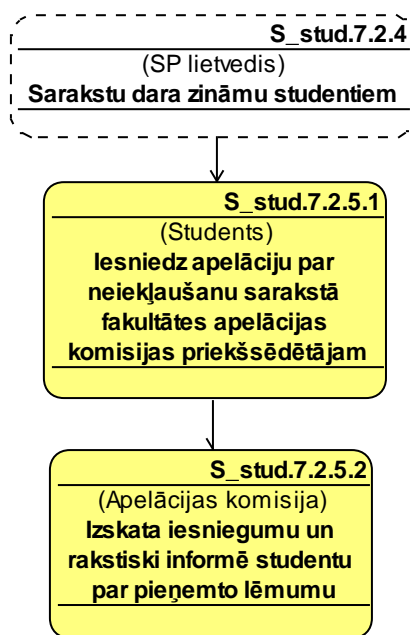 S_stud.7.2.4
(SP lietvedis)
Sarakstu dara zināmu studentiem
S_stud.7.2.5.1
(Students)
Iesniedz apelāciju par
neiekļaušanu sarakstā
fakultātes apelācijas
komisijas priekšsēdētājam
S_stud.7.2.5.2
(Apelācijas komisija)
Izskata iesniegumu un
rakstiski informē studentu
par pieņemto lēmumu